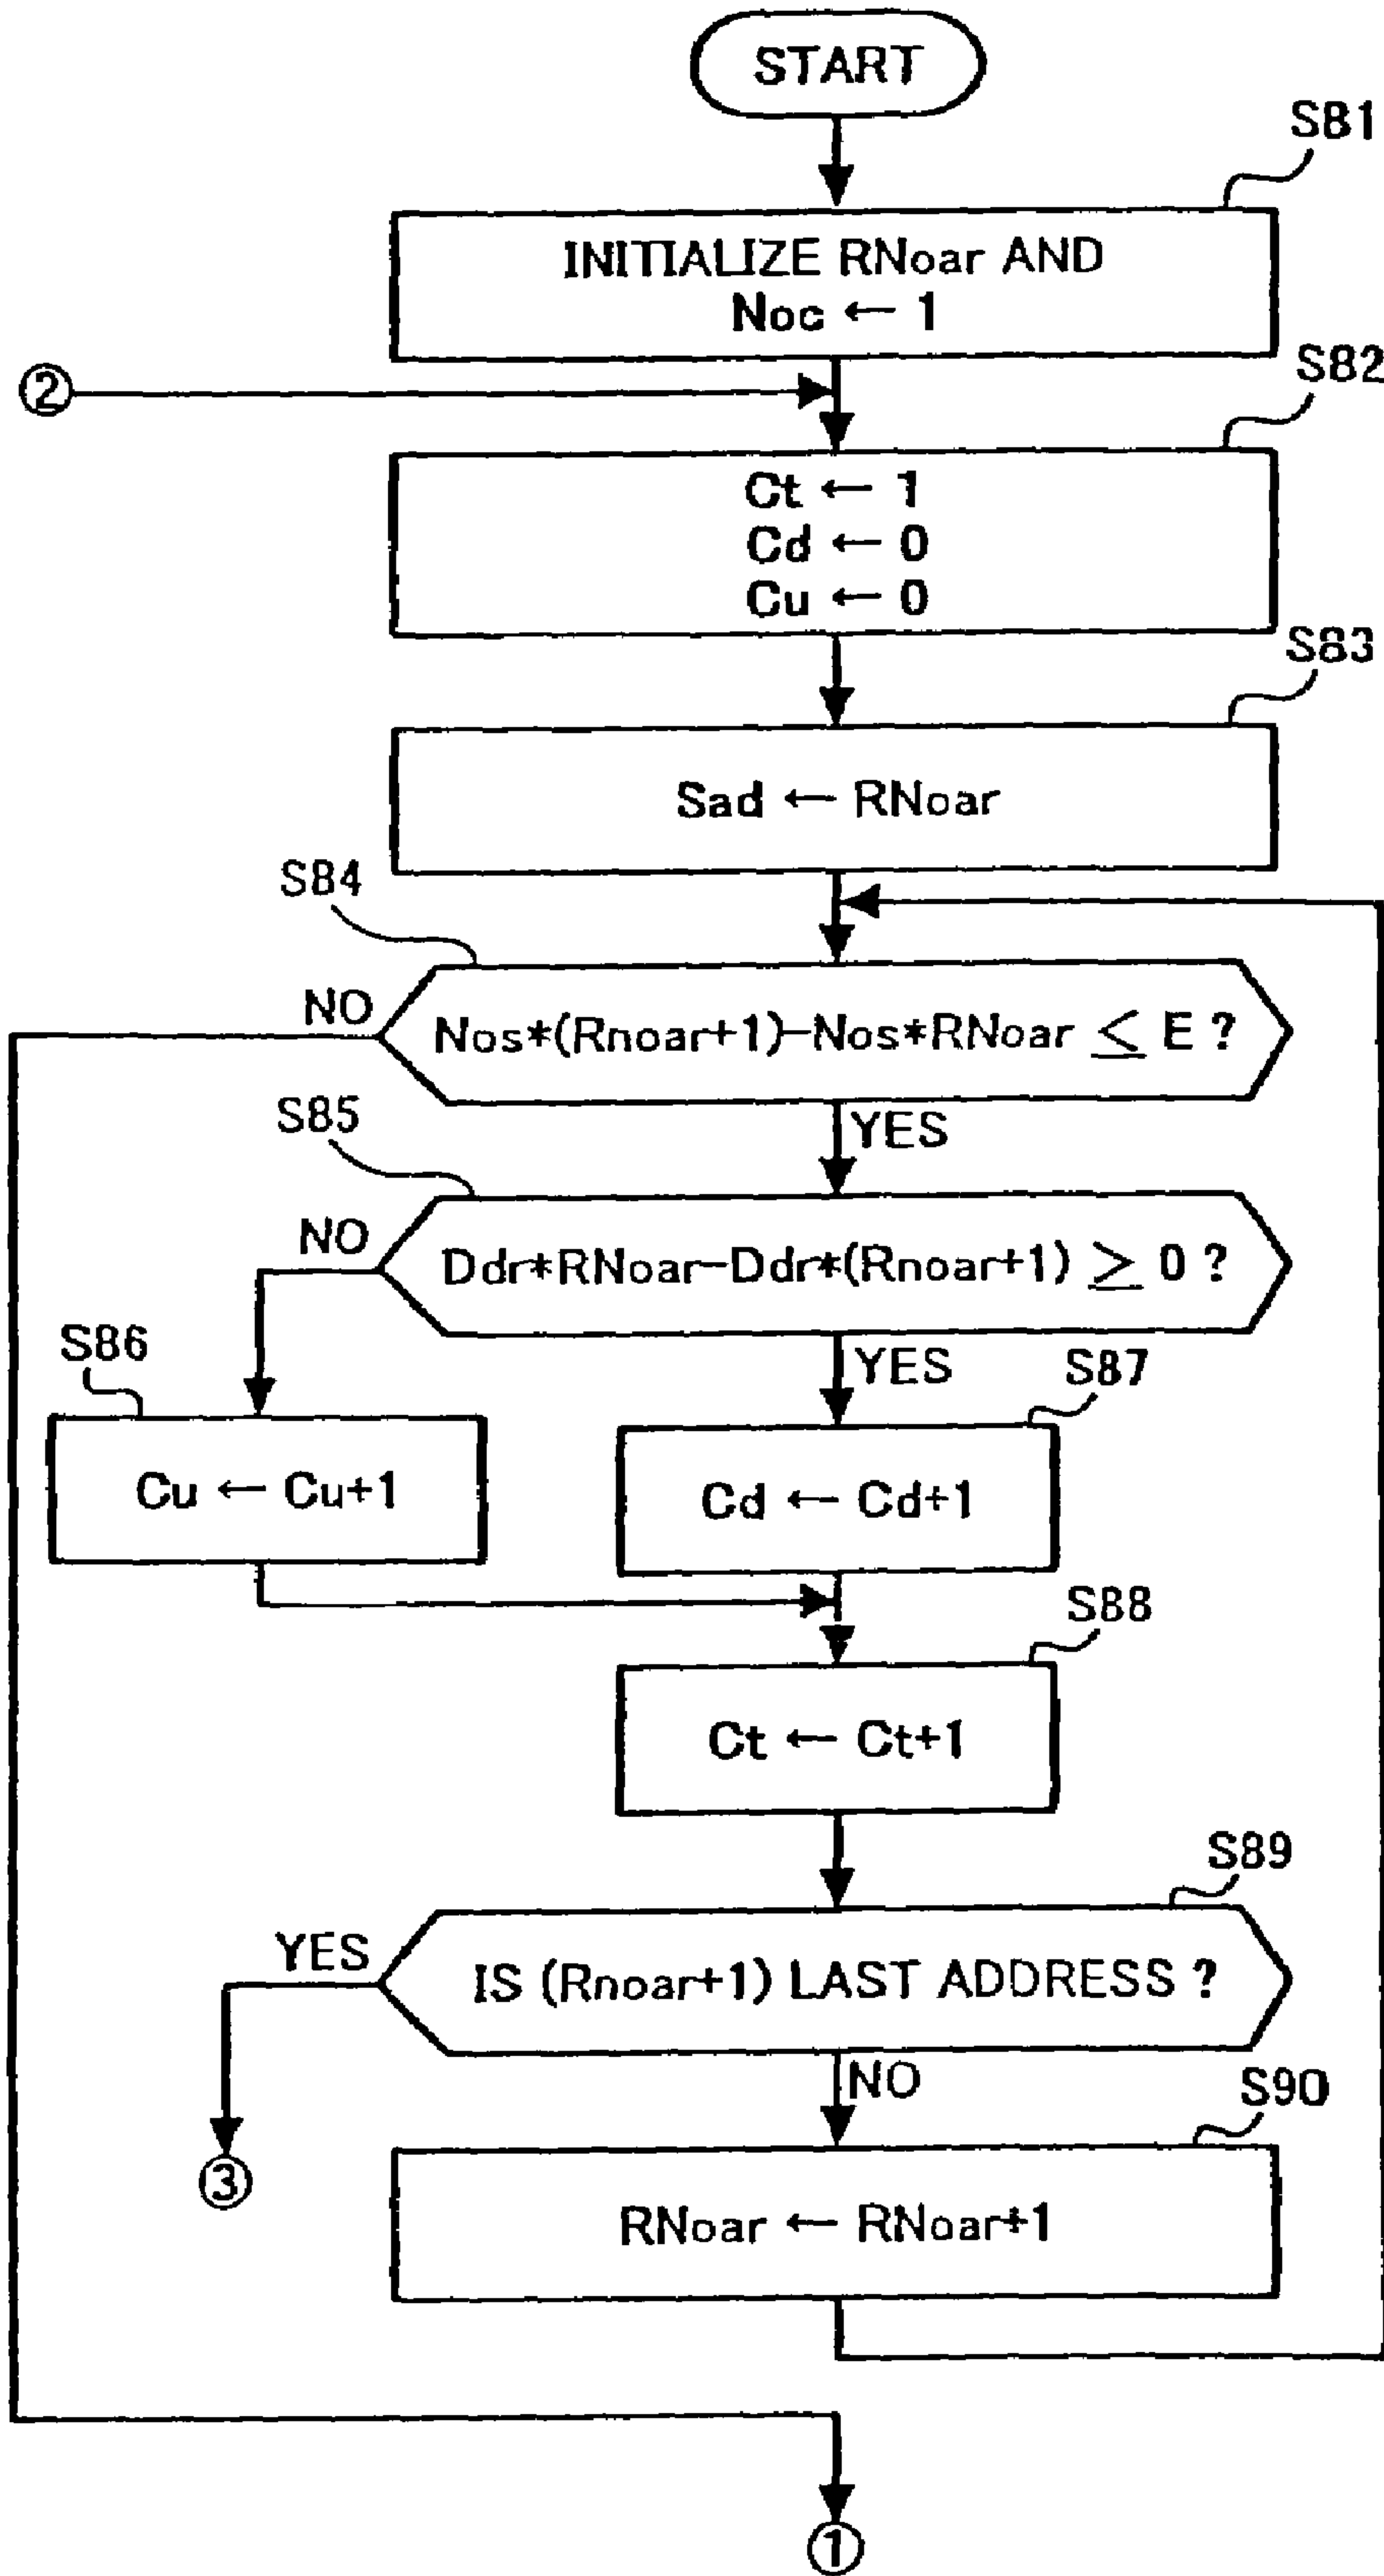 START
S81
INITIALIZE RNoar AND
Noc ← 1
②
S82
Ct ← 1
Cd ← 0
Cu ← 0
S83
Sad ← RNoar
S84
NO
Nos*(Rnoar+1)-Nos*RNoar ≤ E ?
YES
S85
NO
Ddr*RNoar-Ddr*(Rnoar+1) ≥ 0 ?
YES
S86
Cu ← Cu+1
S87
Cd ← Cd+1
S88
Ct ← Ct+1
S89
YES
IS (Rnoar+1) LAST ADDRESS ?
NO
③
S90
RNoar ← RNoar+1
①